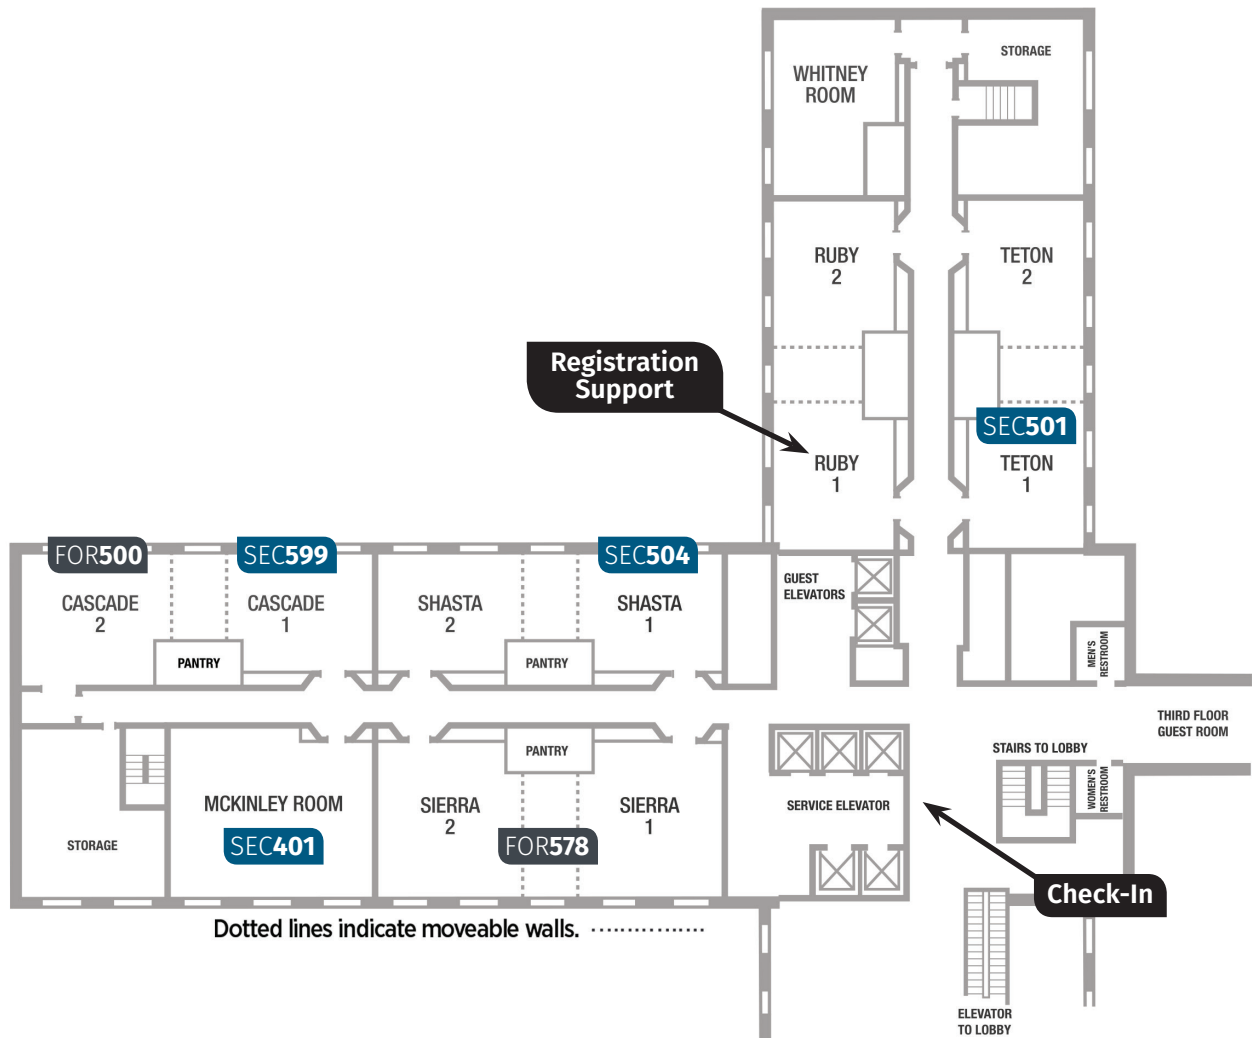 WHITNEY
ROOM
STORAGE
RUBY
2
TETON
2
Registration
Support
SEC501
RUBY
1
TETON
1
FOR500
SEC599
SEC504
CASCADE
2
CASCADE
1
SHASTA
2
SHASTA
1
GUEST
ELEVATORS
PANTRY
PANTRY
MEN'S
RESTROOM
THIRD FLOOR
GUEST ROOM
STAIRS TO LOBBY
PANTRY
WOMEN'S
RESTROOM
MCKINLEY ROOM
SIERRA
2
SIERRA
1
SERVICE ELEVATOR
STORAGE
SEC401
FOR578
Check-In
Dotted lines indicate moveable walls. ................
ELEVATOR
TO LOBBY